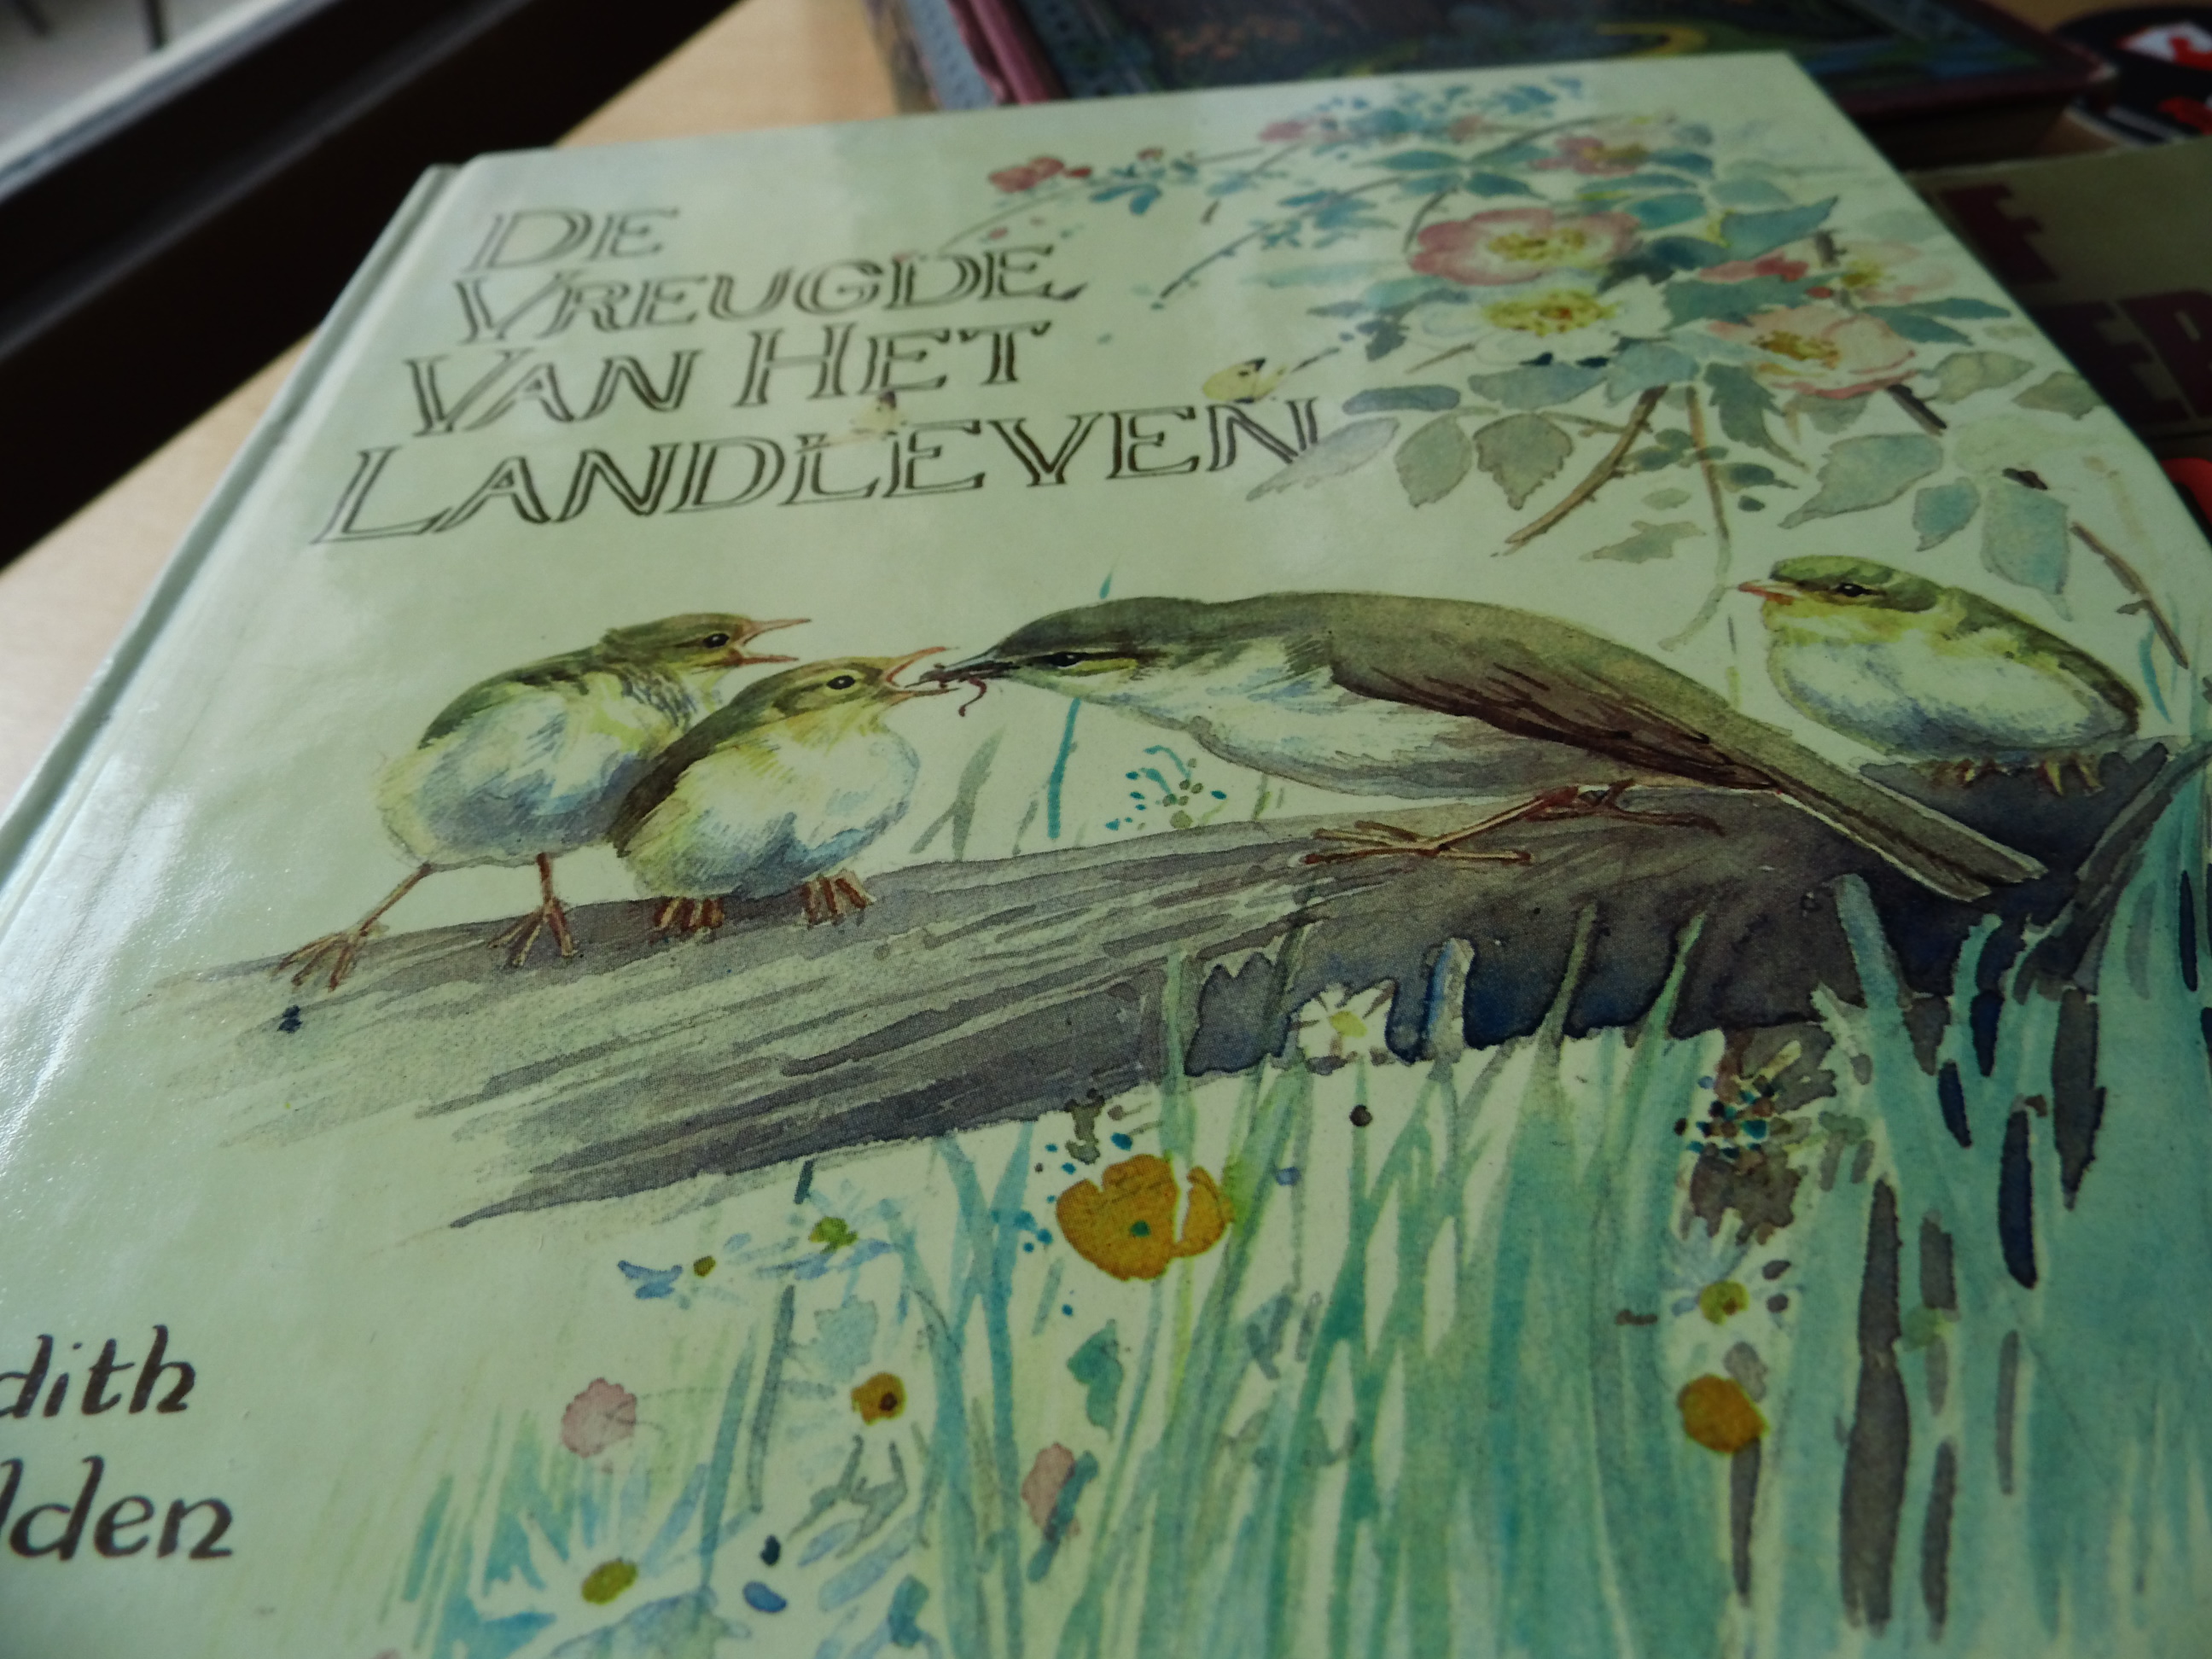 DE
VREUGDE
VAN HET
LANDLEVEN
dith
lden